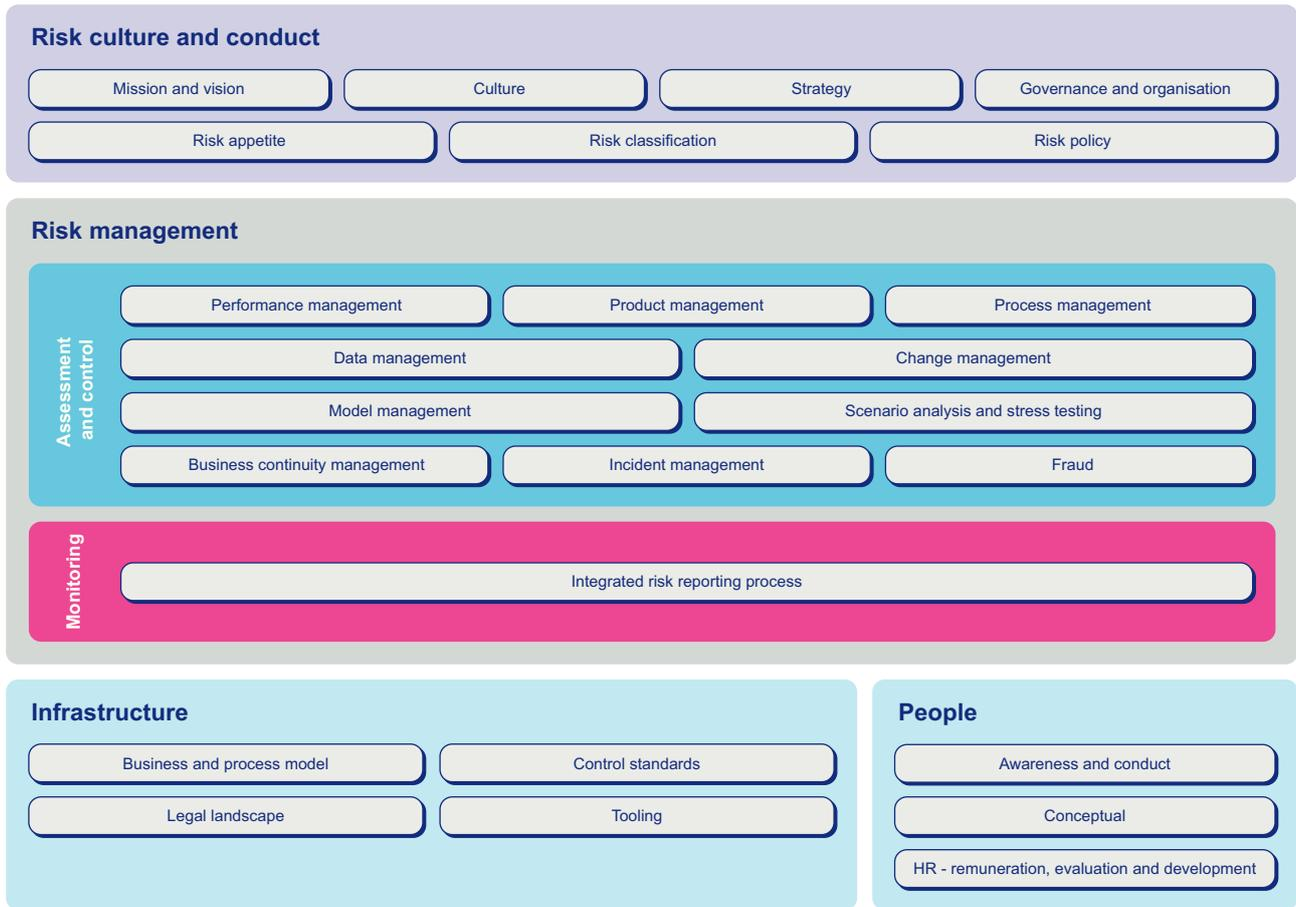 Risk culture and conduct
Mission and vision
Culture
Strategy
Governance and organisation
Risk appetite
Risk classification
Risk policy
Risk management
Assessment
and control
Performance management
Product management
Process management
Data management
Change management
Model management
Scenario analysis and stress testing
Business continuity management
Incident management
Fraud
Monitoring
Integrated risk reporting process
Infrastructure
Business and process model
Control standards
Legal landscape
Tooling
People
Awareness and conduct
Conceptual
HR - remuneration, evaluation and development